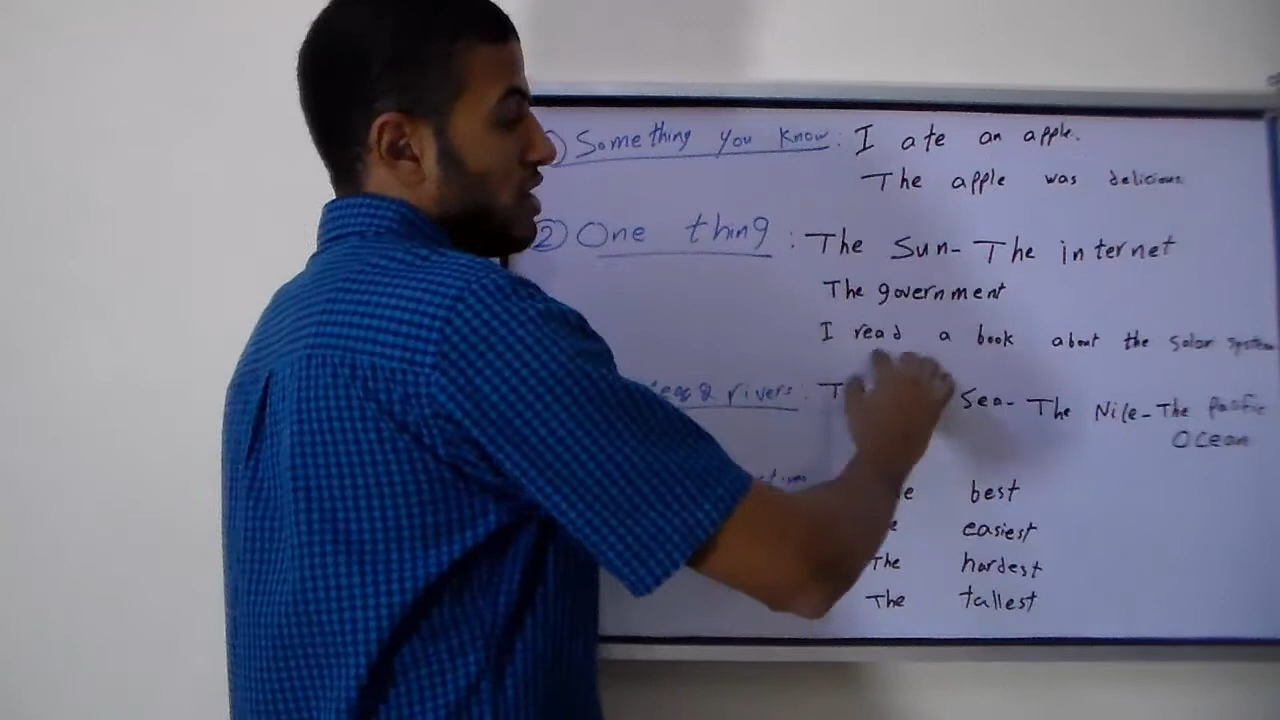 ) Something you know: I ate an apple.
The apple was delicious
② One thing : The Sun- The internet
The government
I read a book about the solar system
& rivers : Sea- The Nile- The Pacific
Ocean
best
easiest
The hardest
The tallest